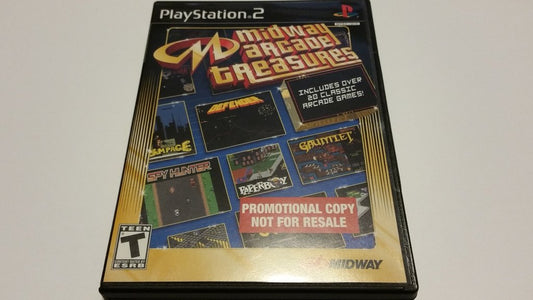 PlayStation 2
MIDWAY
ARCADE
TREASURES
INCLUDES OVER
20 CLASSIC
ARCADE GAMES!
DEFENDER
RAMPAGE
GAUNTLET
SPY HUNTER
PAPERBOY
PROMOTIONAL COPY
NOT FOR RESALE
TEEN
T
ESRB
MIDWAY